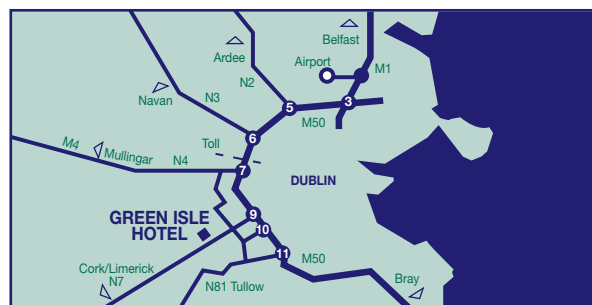 Belfast
Ardee
Airport
M1
Navan
N3
N2
5
3
M50
6
Toll
M4
Mullingar
N4
7
DUBLIN
GREEN ISLE
HOTEL
9
10
11
M50
Cork/Limerick
N7
N81 Tullow
Bray